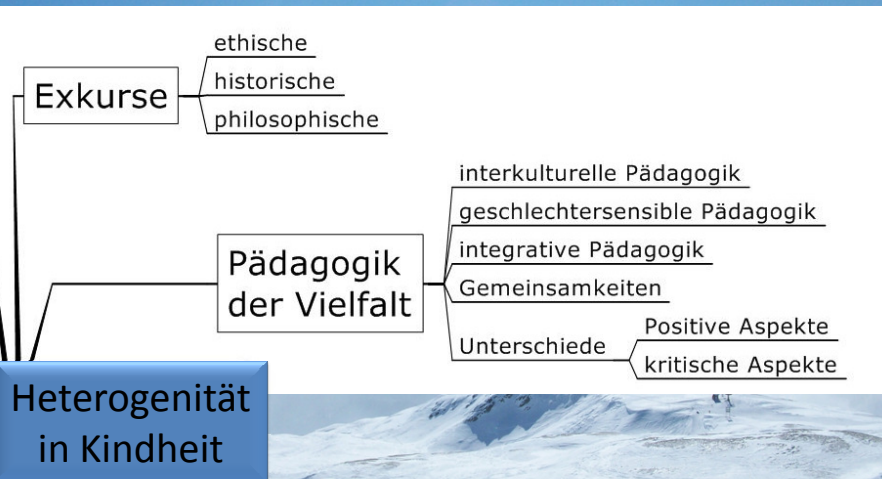 ethische
Exkurse
historische
philosophische
interkulturelle Pädagogik
geschlechtersensible Pädagogik
Pädagogik
der Vielfalt
integrative Pädagogik
Gemeinsamkeiten
Unterschiede
Positive Aspekte
kritische Aspekte
Heterogenität
in Kindheit